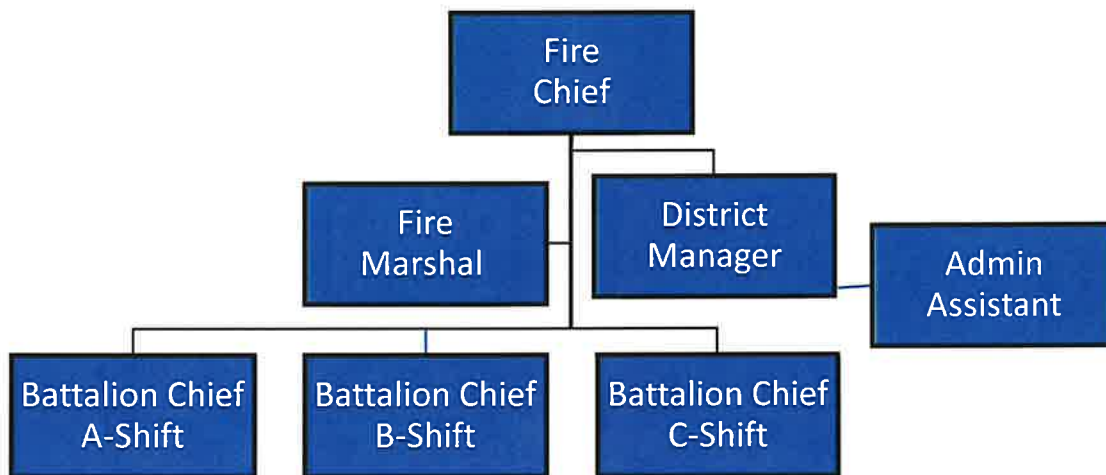 Fire
Chief
Fire
Marshal
District
Manager
Admin
Assistant
Battalion Chief
A-Shift
Battalion Chief
B-Shift
Battalion Chief
C-Shift